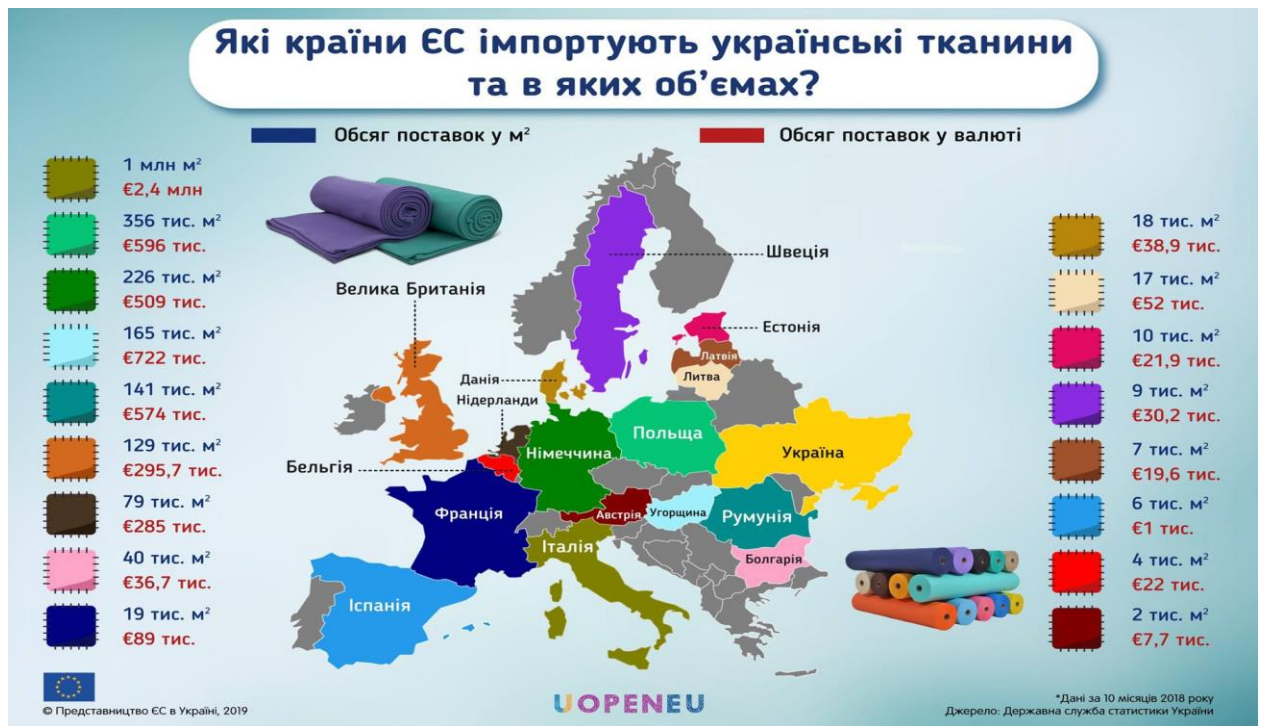 Які країни ЄС імпортують українські тканини
та в яких об’ємах?
Обсяг поставок у м²
Обсяг поставок у валюті
1 млн м²
€2,4 млн
356 тис. м²
€596 тис.
226 тис. м²
€509 тис.
165 тис. м²
€722 тис.
141 тис. м²
€574 тис.
129 тис. м²
€295,7 тис.
79 тис. м²
€285 тис.
40 тис. м²
€36,7 тис.
19 тис. м²
€89 тис.
Швеція
Велика Британія
Естонія
Латвія
Литва
Данія
Нідерланди
Польща
Німеччина
Україна
Бельгія
Франція
Австрія
Угорщина
Румунія
Італія
Болгарія
Іспанія
18 тис. м²
€38,9 тис.
17 тис. м²
€52 тис.
10 тис. м²
€21,9 тис.
9 тис. м²
€30,2 тис.
7 тис. м²
€19,6 тис.
6 тис. м²
€1 тис.
4 тис. м²
€22 тис.
2 тис. м²
€7,7 тис.
© Представництво ЄС в Україні, 2019
UOPENEU
*Дані за 10 місяців 2018 року
Джерело: Державна служба статистики України